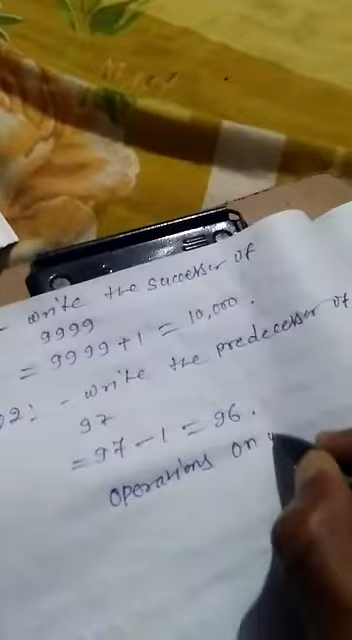 - write the successor of
9999
= 9999+1 = 10,000.
02:- write the predecessor of
97
= 97-1 = 96.
operations on